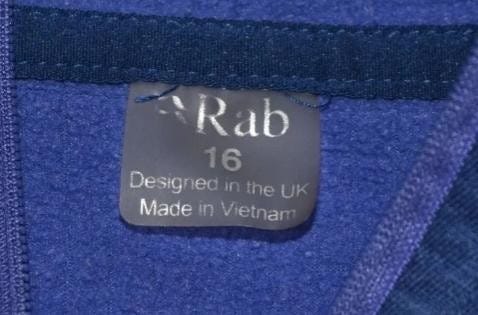 Rab
16
Designed in the UK
Made in Vietnam